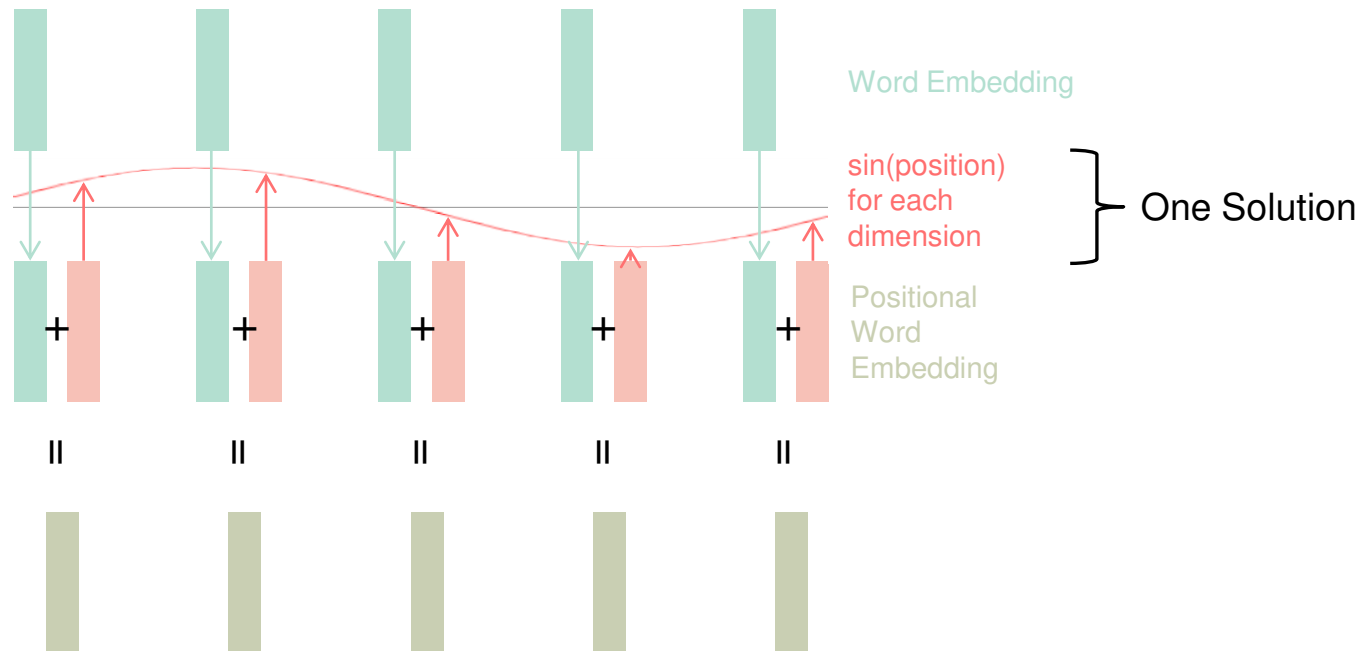 Word Embedding
sin(position)
for each
dimension
One Solution
Positional
Word
Embedding
+ + + + +
= = = = =